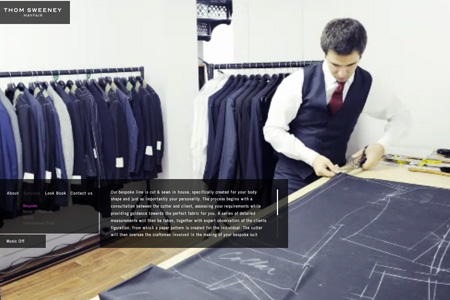 THOM SWEENEY
MAYFAIR
About Services Look Book Contact us
Bespoke
Music Off
Our bespoke line is cut & sewn in house, specifically created for your body
shape and just as importantly your personality. The process begins with a
consultation between the cutter and client, assessing your requirements while
providing guidance towards the perfect fabric for you. A series of detailed
measurements will then be taken, together with expert observation of the clients
figuration, from which a paper pattern is created for the individual. The cutter
will then oversee the craftsmen involved in the making of your bespoke suit